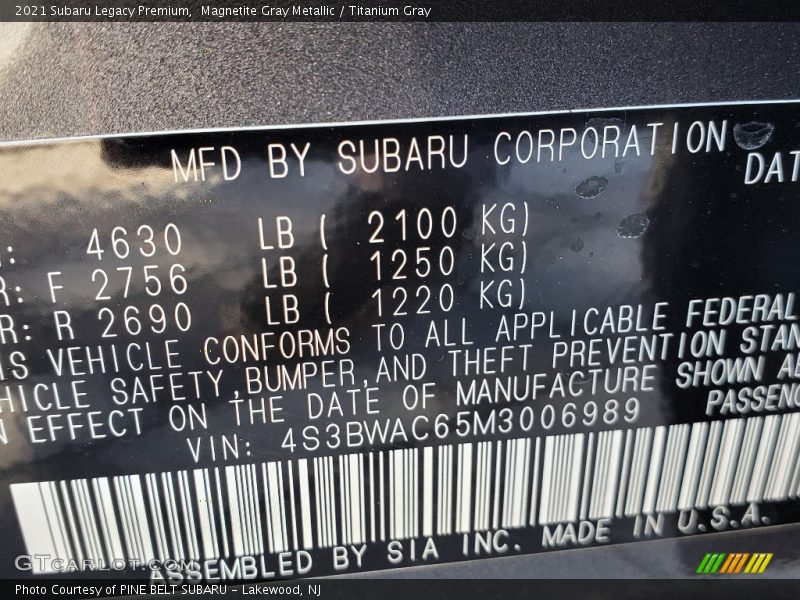 2021 Subaru Legacy Premium, Magnetite Gray Metallic / Titanium Gray
MFD BY SUBARU CORPORATION
DAT
: 4630 LB ( 2100 KG)
R: F 2756 LB ( 1250 KG)
R: R 2690 LB ( 1220 KG)
IS VEHICLE CONFORMS TO ALL APPLICABLE FEDERAL
HICLE SAFETY,BUMPER,AND THEFT PREVENTION STAN
N EFFECT ON THE DATE OF MANUFACTURE SHOWN AB
VIN: 4S3BWAC65M3006989 PASSENG
ASSEMBLED BY SIA INC. MADE IN U.S.A.
GTcarlot.com
Photo Courtesy of PINE BELT SUBARU - Lakewood, NJ